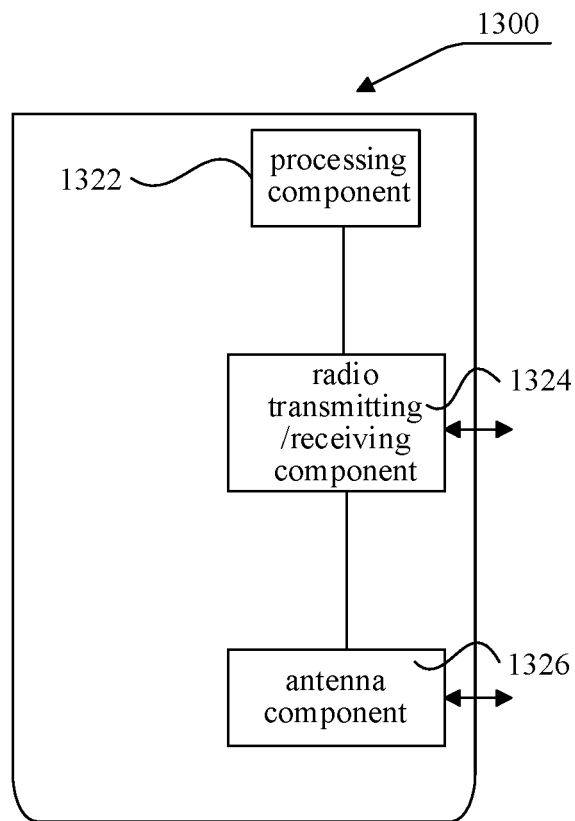 1300
processing
component
1322
radio
transmitting
/receiving
component
1324
antenna
component
1326